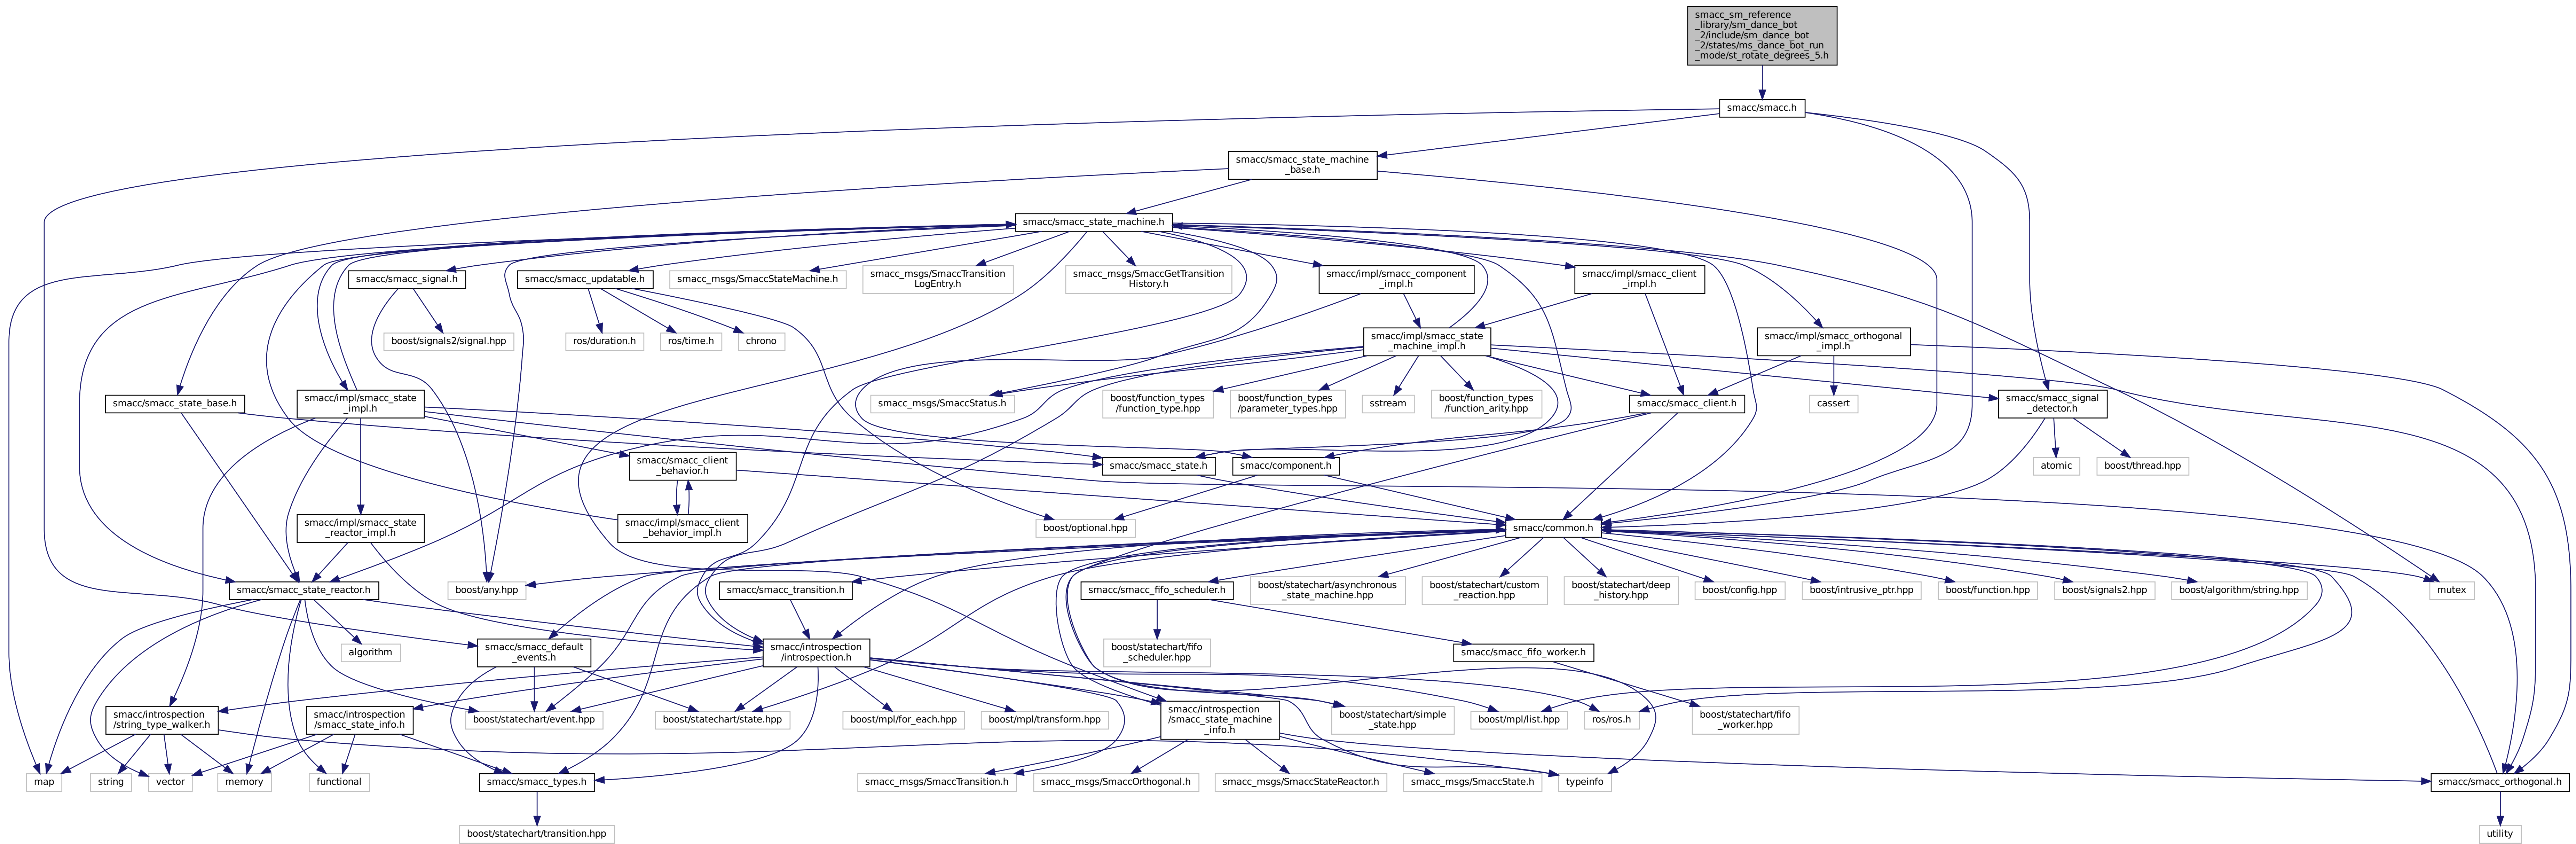 smacc_sm_reference
_library/sm_dance_bot
_2/include/sm_dance_bot
_2/states/ms_dance_bot_run
_mode/st_rotate_degrees_5.h
smacc/smacc.h
smacc/smacc_state_machine
_base.h
smacc/smacc_state_machine.h
smacc/smacc_signal.h
smacc/smacc_updatable.h
smacc_msgs/SmaccStateMachine.h
smacc_msgs/SmaccTransition
LogEntry.h
smacc_msgs/SmaccGetTransition
History.h
smacc/impl/smacc_component
_impl.h
smacc/impl/smacc_client
_impl.h
boost/signals2/signal.hpp
ros/duration.h
ros/time.h
chrono
smacc/impl/smacc_state
_machine_impl.h
smacc/impl/smacc_orthogonal
_impl.h
smacc/smacc_state_base.h
smacc/impl/smacc_state
_impl.h
smacc_msgs/SmaccStatus.h
boost/function_types
/function_type.hpp
boost/function_types
/parameter_types.hpp
sstream
boost/function_types
/function_arity.hpp
smacc/smacc_client.h
cassert
smacc/smacc_signal
_detector.h
smacc/smacc_client
_behavior.h
smacc/smacc_state.h
smacc/component.h
atomic
boost/thread.hpp
smacc/impl/smacc_state
_reactor_impl.h
smacc/impl/smacc_client
_behavior_impl.h
boost/optional.hpp
smacc/common.h
smacc/smacc_state_reactor.h
boost/any.hpp
smacc/smacc_transition.h
smacc/smacc_fifo_scheduler.h
boost/statechart/asynchronous
_state_machine.hpp
boost/statechart/custom
_reaction.hpp
boost/statechart/deep
_history.hpp
boost/config.hpp
boost/intrusive_ptr.hpp
boost/function.hpp
boost/signals2.hpp
boost/algorithm/string.hpp
mutex
algorithm
smacc/smacc_default
_events.h
smacc/introspection
/introspection.h
boost/statechart/fifo
_scheduler.hpp
smacc/smacc_fifo_worker.h
smacc/introspection
/string_type_walker.h
smacc/introspection
/smacc_state_info.h
boost/statechart/event.hpp
boost/statechart/state.hpp
boost/mpl/for_each.hpp
boost/mpl/transform.hpp
smacc/introspection
/smacc_state_machine
_info.h
boost/statechart/simple
_state.hpp
boost/mpl/list.hpp
ros/ros.h
boost/statechart/fifo
_worker.hpp
map
string
vector
memory
functional
smacc/smacc_types.h
smacc_msgs/SmaccTransition.h
smacc_msgs/SmaccOrthogonal.h
smacc_msgs/SmaccStateReactor.h
smacc_msgs/SmaccState.h
typeinfo
smacc/smacc_orthogonal.h
boost/statechart/transition.hpp
utility